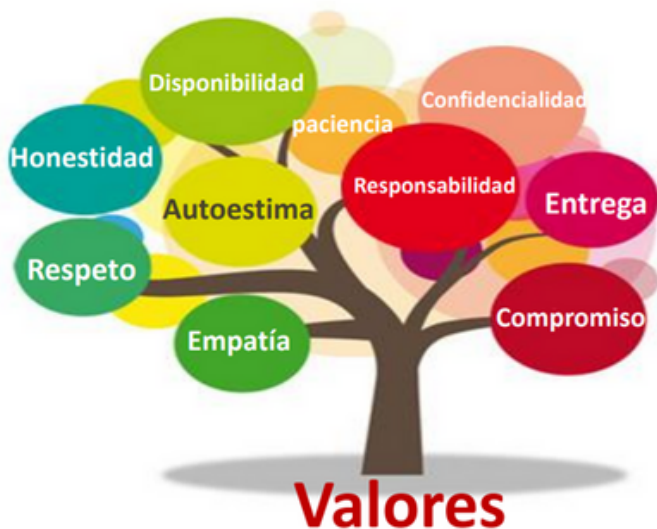 Disponibilidad
Confidencialidad
paciencia
Honestidad
Responsabilidad
Autoestima
Entrega
Respeto
Compromiso
Empatía
Valores